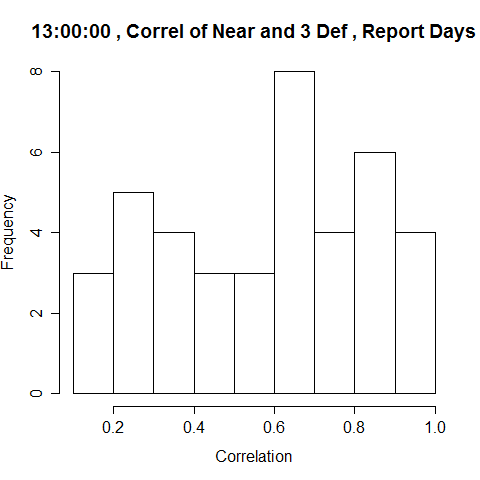 13:00:00 , Correl of Near and 3 Def , Report Days
Frequency
8
6
4
2
0
0.2 0.4 0.6 0.8 1.0
Correlation